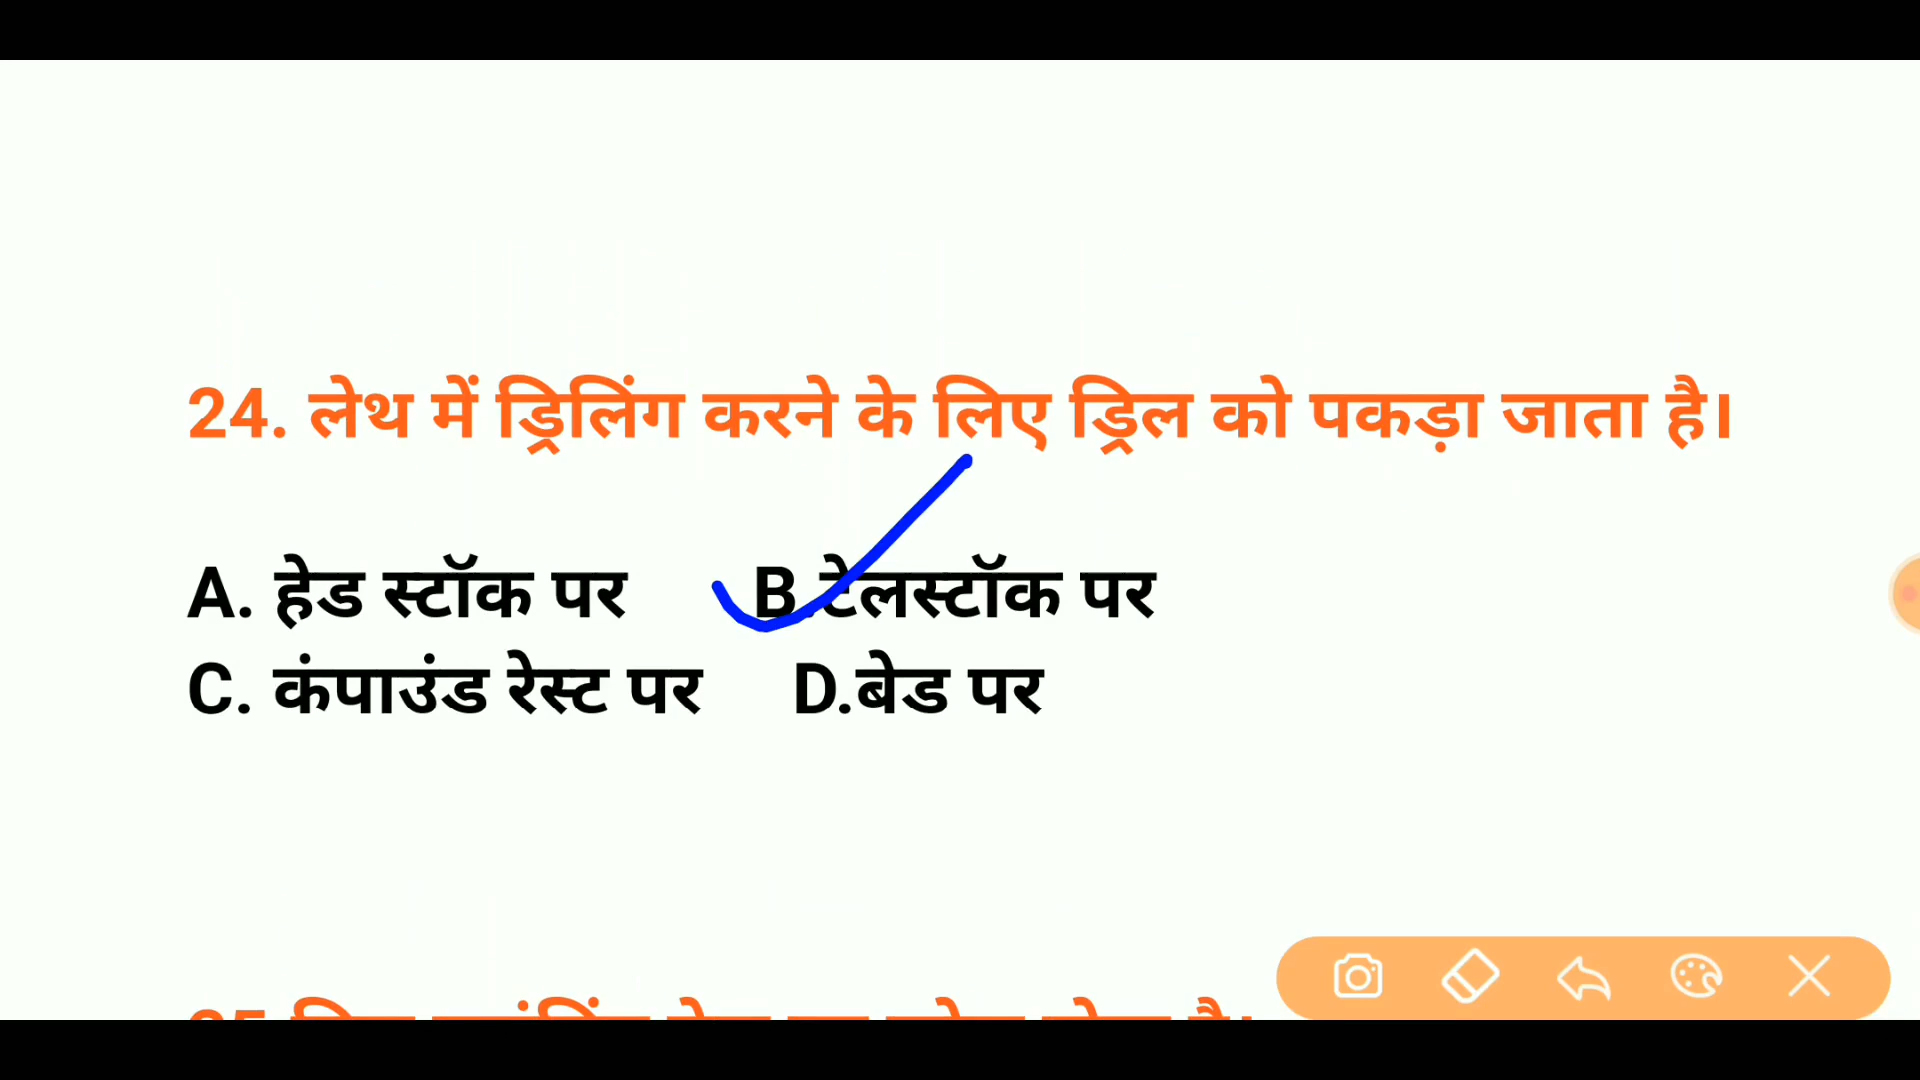 24. लेथ में ड्रिलिंग करने के लिए ड्रिल को पकड़ा जाता है।
A. हेड स्टॉक पर B.टेलस्टॉक पर
C. कंपाउंड रेस्ट पर D.बेड पर